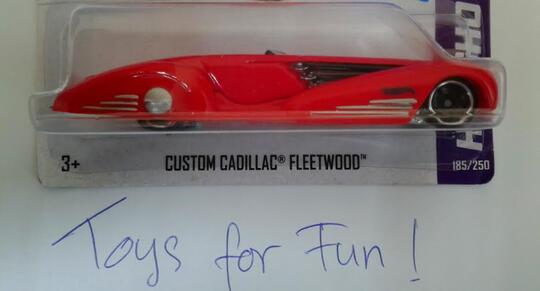 3+
CUSTOM CADILLAC® FLEETWOOD™
185/250
Toys for Fun!